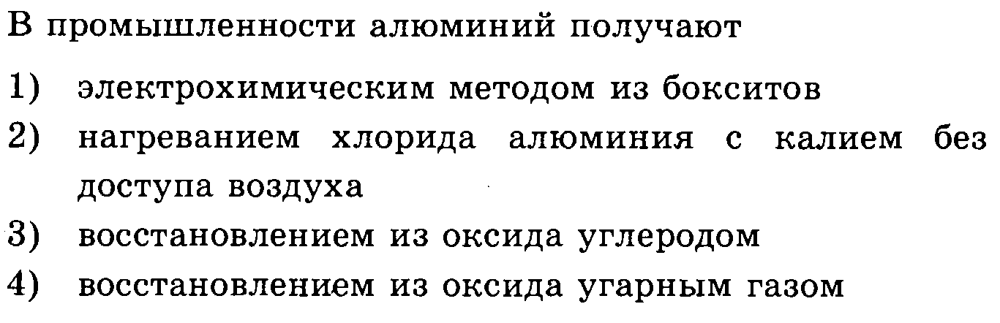 В промышленности алюминий получают
1) электрохимическим методом из бокситов
2) нагреванием хлорида алюминия с калием без
доступа воздуха
3) восстановлением из оксида углеродом
4) восстановлением из оксида угарным газом